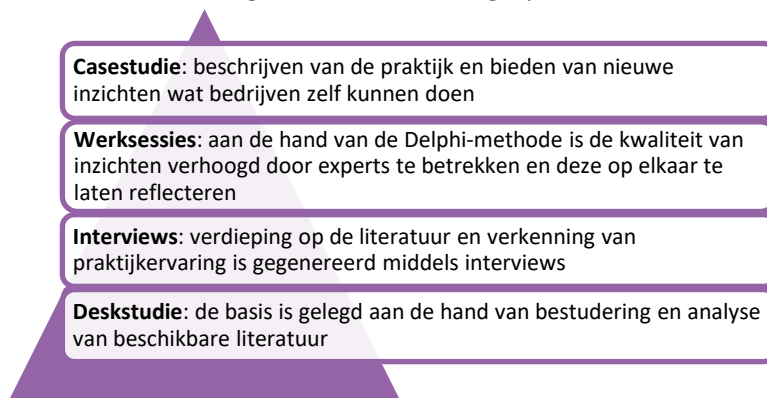 Casestudie: beschrijven van de praktijk en bieden van nieuwe
inzichten wat bedrijven zelf kunnen doen
Werksessies: aan de hand van de Delphi-methode is de kwaliteit van
inzichten verhoogd door experts te betrekken en deze op elkaar te
laten reflecteren
Interviews: verdieping op de literatuur en verkenning van
praktijkervaring is gegenereerd middels interviews
Deskstudie: de basis is gelegd aan de hand van bestudering en analyse
van beschikbare literatuur